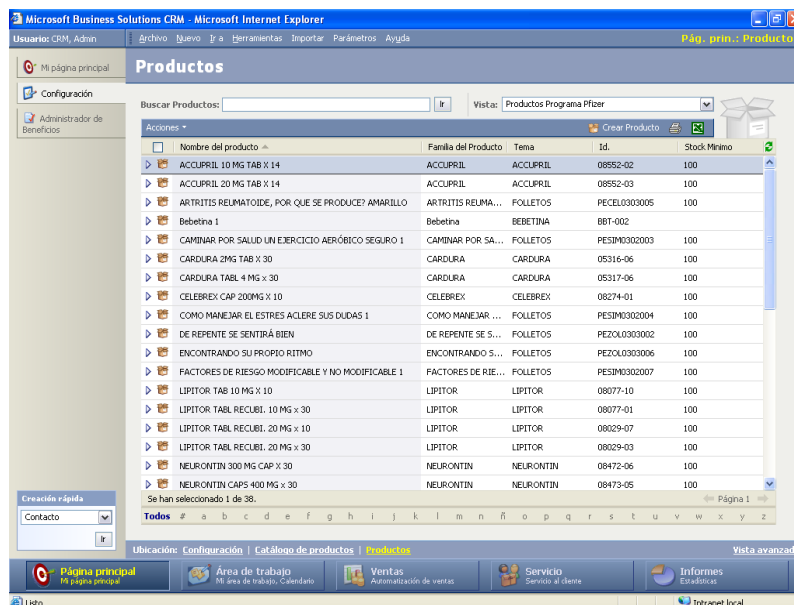 Microsoft Business Solutions CRM - Microsoft Internet Explorer
Usuario: CRM, Admin Archivo Nuevo Ir a Herramientas Importar Parámetros Ayuda Pág. prin.: Producto
Mi página principal
Productos
Configuración
Buscar Productos: Ir Vista: Productos Programa Pfizer
Administrador de
Beneficios
Acciones Crear Producto
Nombre del producto Familia del Producto Tema Id. Stock Minimo
ACCUPRIL 10 MG TAB X 14 ACCUPRIL ACCUPRIL 08552-02 100
ACCUPRIL 20 MG TAB X 14 ACCUPRIL ACCUPRIL 08552-03 100
ARTRITIS REUMATOIDE, POR QUE SE PRODUCE? AMARILLO ARTRITIS REUMA... FOLLETOS PECEL0303005 100
Bebetina 1 Bebetina BEBETINA BBT-002
CAMINAR POR SALUD UN EJERCICIO AERÓBICO SEGURO 1 CAMINAR POR SA... FOLLETOS PESIM0302003 100
CARDURA 2MG TAB X 30 CARDURA CARDURA 05316-06 100
CARDURA TABL 4 MG x 30 CARDURA CARDURA 05317-06 100
CELEBREX CAP 200MG X 10 CELEBREX CELEBREX 08274-01 100
COMO MANEJAR EL ESTRES ACLERE SUS DUDAS 1 COMO MANEJAR ... FOLLETOS PESIM0302004 100
DE REPENTE SE SENTIRÁ BIEN DE REPENTE SE S... FOLLETOS PEZOL0303002 100
ENCONTRANDO SU PROPIO RITMO ENCONTRANDO S... FOLLETOS PEZOL0303006 100
FACTORES DE RIESGO MODIFICABLE Y NO MODIFICABLE 1 FACTORES DE RIE... FOLLETOS PESIM0302007 100
LIPITOR TAB 10 MG X 10 LIPITOR LIPITOR 08077-10 100
LIPITOR TABL RECUBI. 10 MG x 30 LIPITOR LIPITOR 08077-01 100
LIPITOR TABL RECUBI. 20 MG x 10 LIPITOR LIPITOR 08029-07 100
LIPITOR TABL RECUBI. 20 MG x 30 LIPITOR LIPITOR 08029-03 100
NEURONTIN 300 MG CAP X 30 NEURONTIN NEURONTIN 08472-06 100
NEURONTIN CAPS 400 MG x 30 NEURONTIN NEURONTIN 08473-05 100
Creación rápida
Se han seleccionado 1 de 38. Página 1
Contacto
Todos # a b c d e f g h i j k l m n ñ o p q r s t u v w x y z
Ir
Ubicación: Configuración | Catálogo de productos | Productos Vista avanzad
Página principal
Mi página principal
Área de trabajo
Mi área de trabajo, Calendario
Ventas
Automatización de ventas
Servicio
Servicio al cliente
Informes
Estadísticas
Listo Intranet local